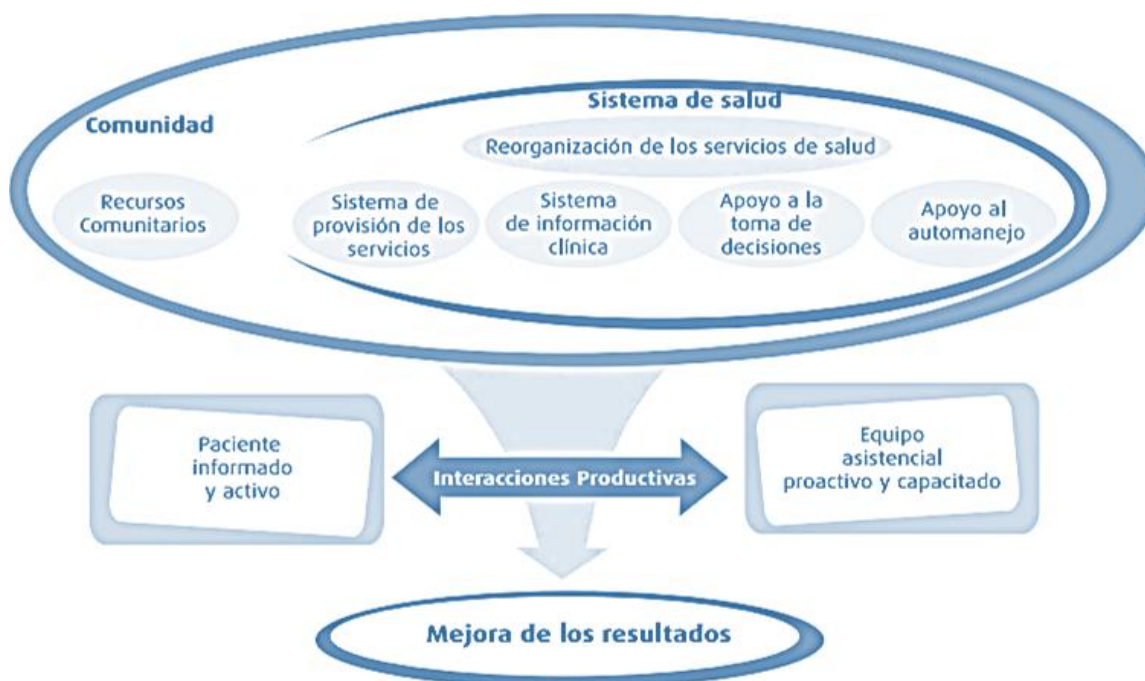 Sistema de salud
Comunidad
Reorganización de los servicios de salud
Recursos
Comunitarios
Sistema de
provisión de los
servicios
Sistema
de información
clínica
Apoyo a la
toma de
decisiones
Apoyo al
automanejo
Paciente
informado
y activo
Interacciones Productivas
Equipo
asistencial
proactivo y capacitado
Mejora de los resultados